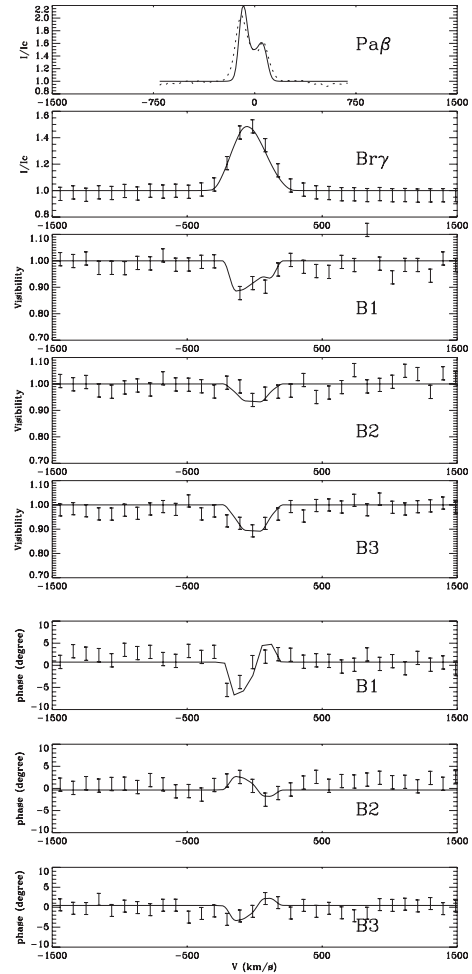 2.2
2.0
1.8
1.6
1.4
1.2
1.0
0.8
I/Ic
Paβ
-1500 -750 0 750 1500
1.6
1.4
1.2
1.0
0.8
I/Ic
Brγ
-1500 -500 500 1500
1.10
1.00
0.90
0.80
0.70
Visibility
B1
-1500 -500 500 1500
1.10
1.00
0.90
0.80
0.70
Visibility
B2
-1500 -500 500 1500
1.10
1.00
0.90
0.80
0.70
Visibility
B3
-1500 -500 500 1500
10
5
0
-5
-10
phase (degree)
B1
-1500 -500 500 1500
10
5
0
-5
-10
phase (degree)
B2
-1500 -500 500 1500
10
5
0
-5
-10
phase (degree)
B3
-1500 -500 500 1500
V (km/s)